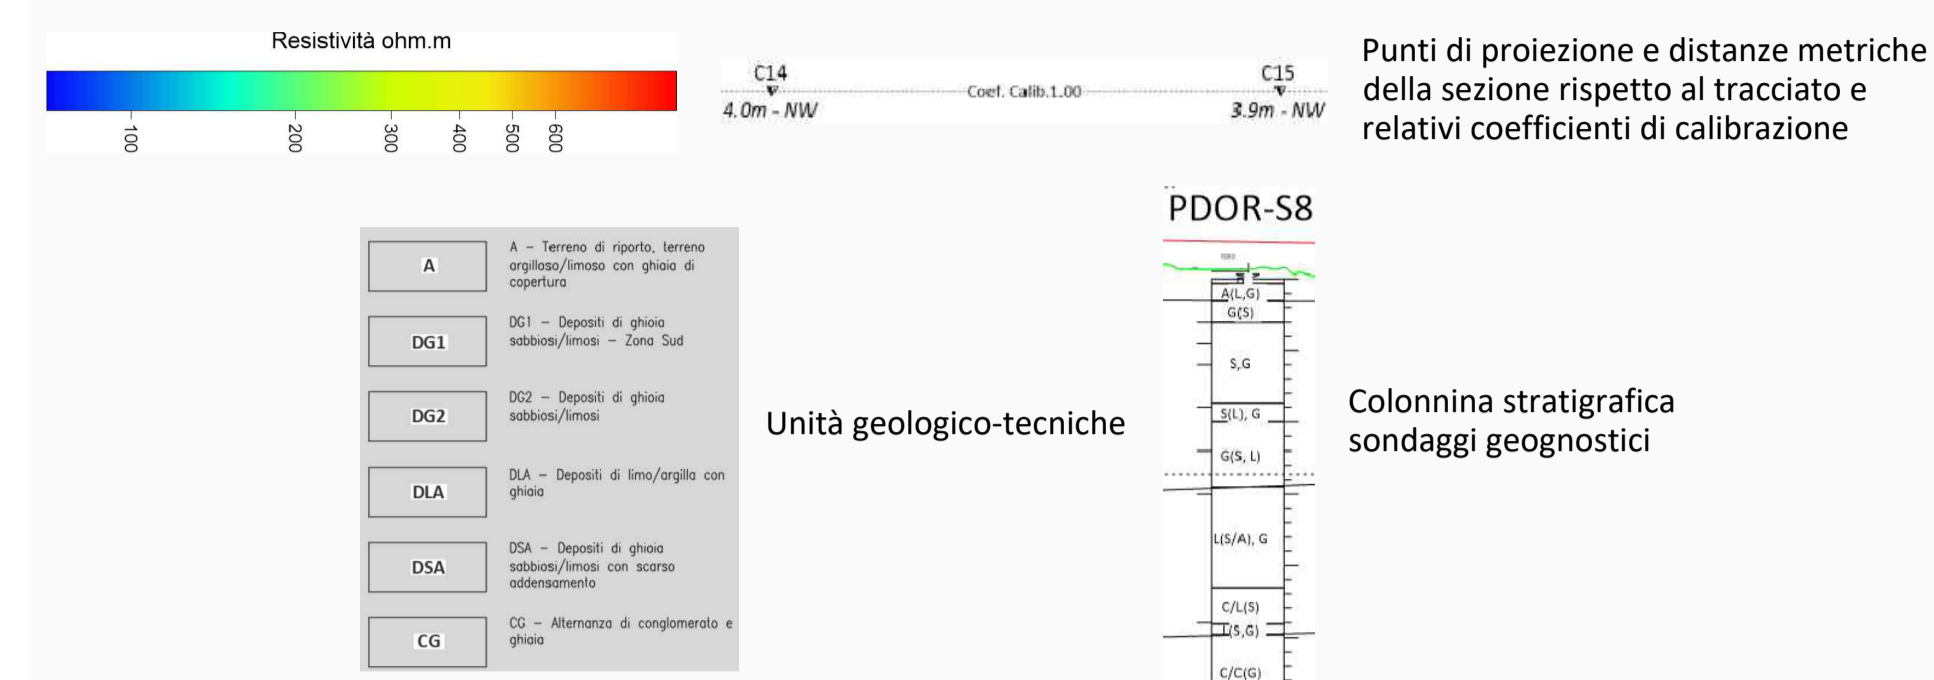 Resistività ohm.m
100
200
300
400
500
600
C14
C15
Coef. Calib.1.00
4.0m - NW
3.9m - NW
Punti di proiezione e distanze metriche
della sezione rispetto al tracciato e
relativi coefficienti di calibrazione
A
A – Terreno di riporto, terreno
argilloso/limoso con ghiaia di
copertura
DG1
DG1 – Depositi di ghiaia
sabbiosi/limosi – Zona Sud
DG2
DG2 – Depositi di ghiaia
sabbiosi/limosi
DLA
DLA – Depositi di limo/argilla con
ghiaia
DSA
DSA – Depositi di ghiaia
sabbiosi/limosi con scarso
addensamento
CG
CG – Alternanza di conglomerato e
ghiaia
Unità geologico-tecniche
PDOR-S8
A(L,G)
G(S)
S,G
S(L), G
G(S, L)
L(S/A), G
C/L(S)
C/C(G)
Colonnina stratigrafica
sondaggi geognostici